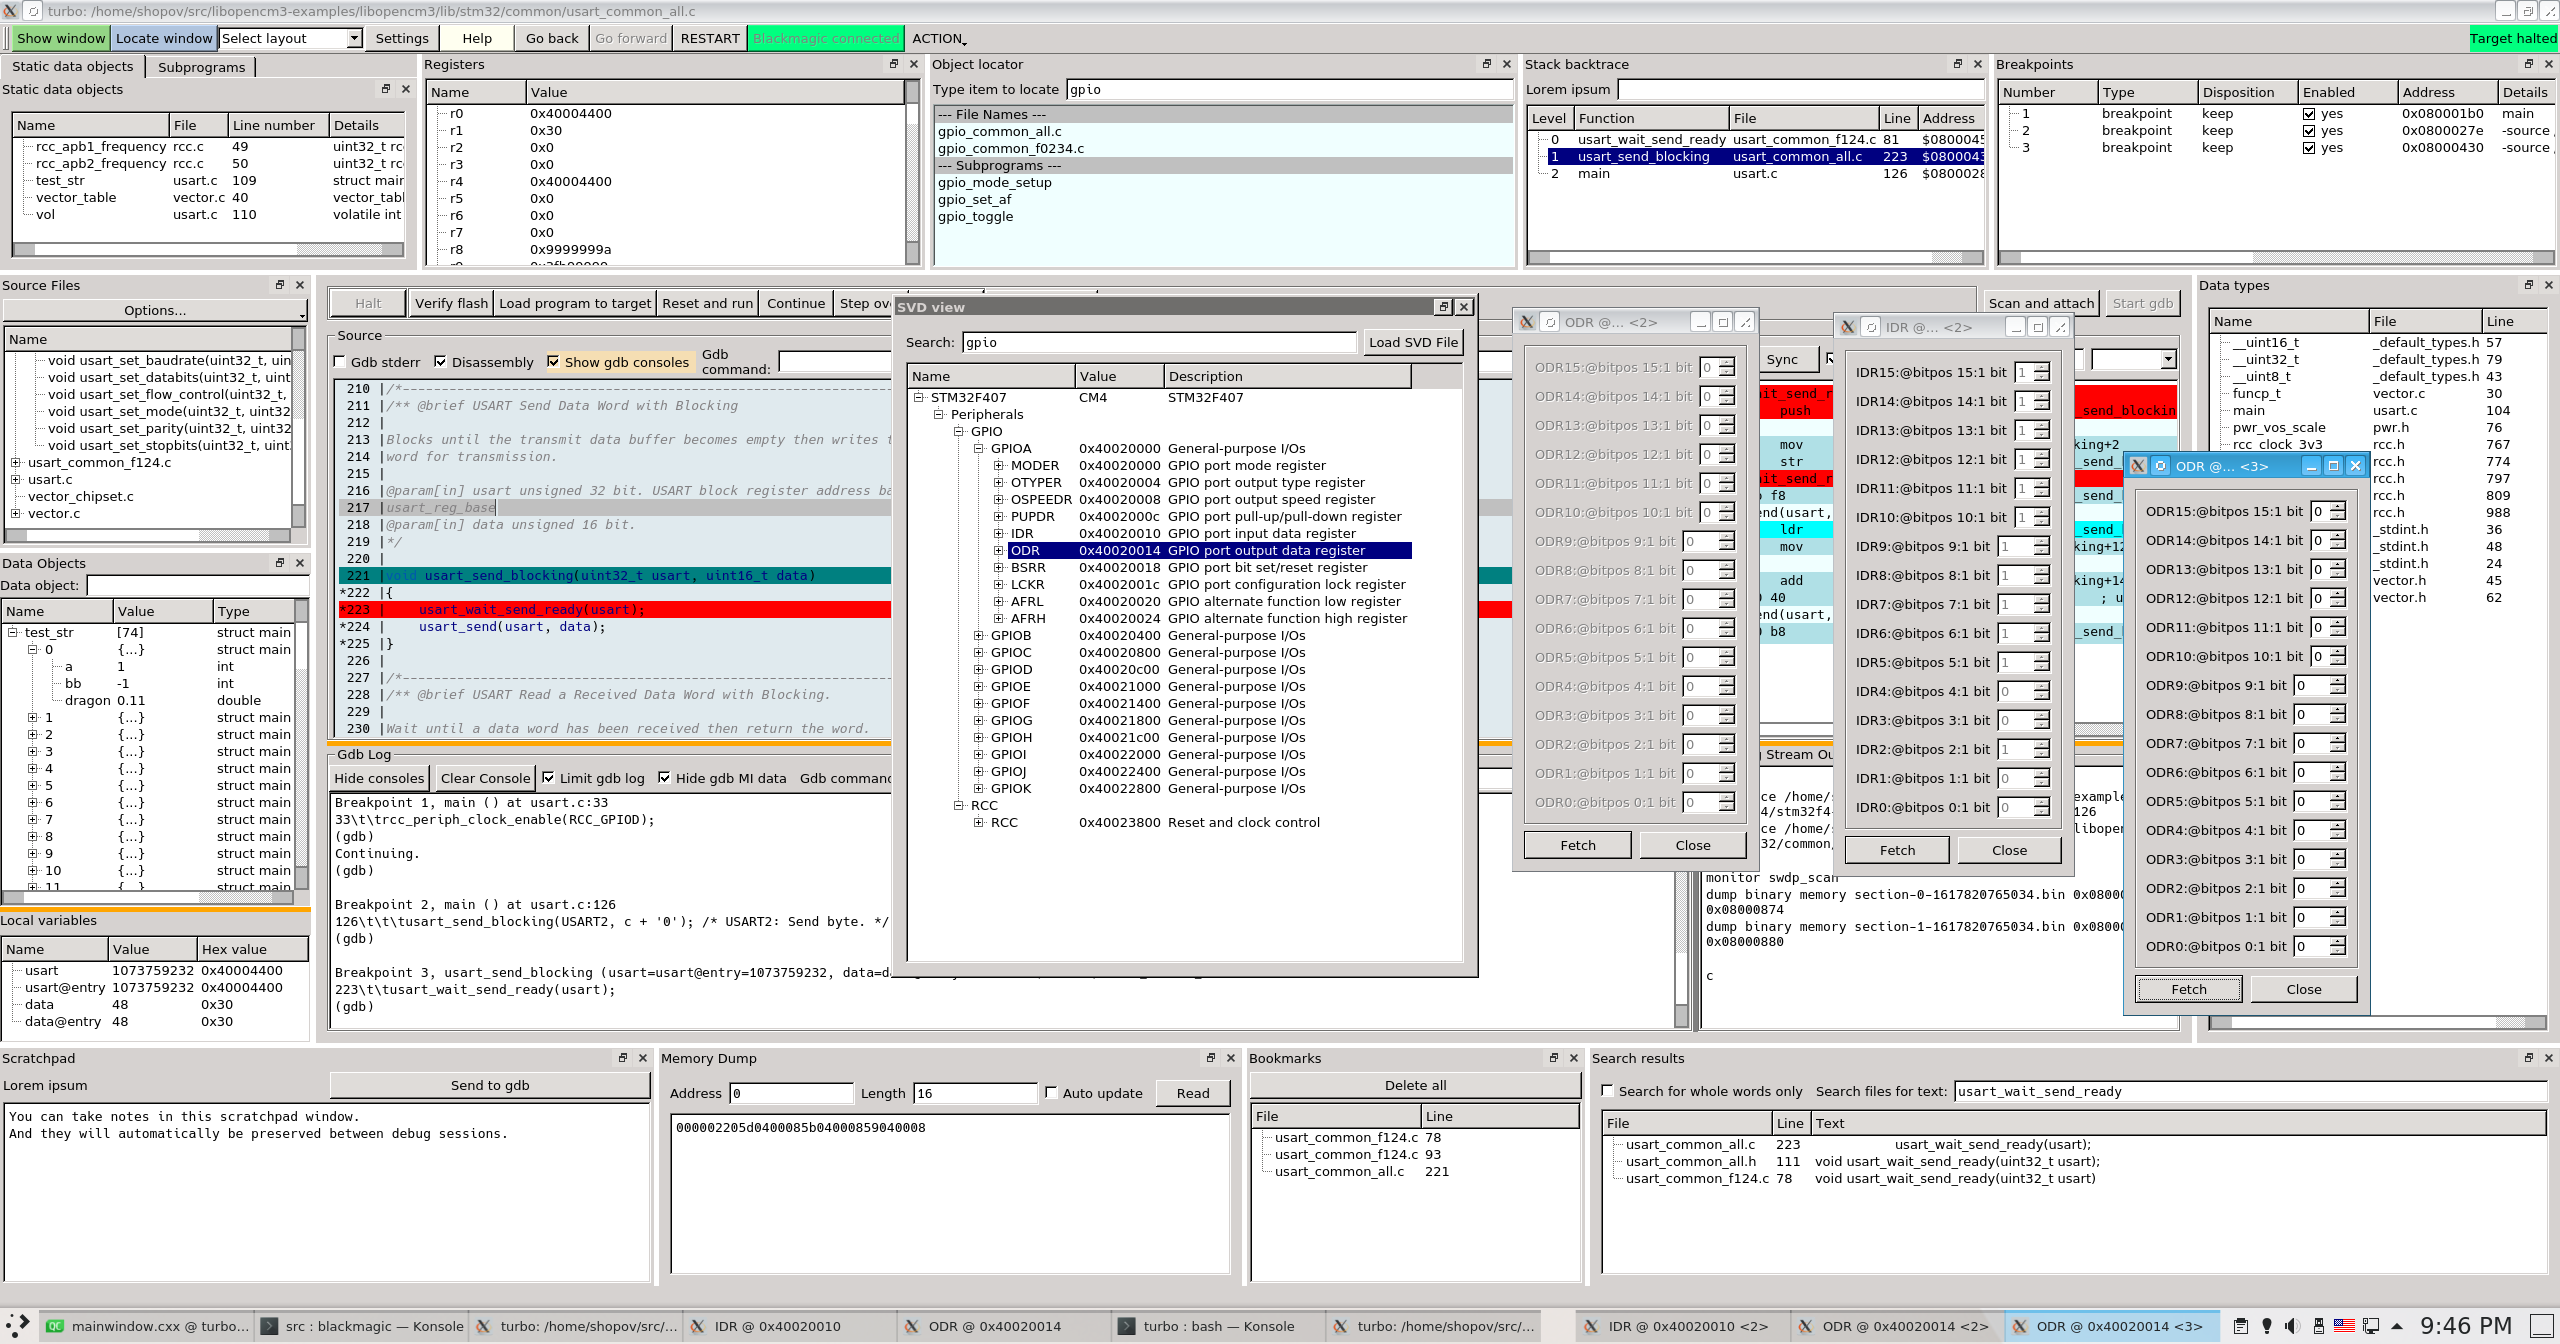 turbo: /home/shopov/src/libopencm3-examples/libopencm3/lib/stm32/common/usart_common_all.c
Show window Locate window Select layout Settings Help Go back Go forward RESTART Blackmagic connected ACTION Target halted
Static data objects Subprograms
Static data objects
Name File Line number Details
rcc_apb1_frequency rcc.c 49 uint32_t rcc
rcc_apb2_frequency rcc.c 50 uint32_t rcc
test_str usart.c 109 struct main
vector_table vector.c 40 vector_tabl
vol usart.c 110 volatile int
Registers
Name Value
r0 0x40004400
r1 0x30
r2 0x0
r3 0x0
r4 0x40004400
r5 0x0
r6 0x0
r7 0x0
r8 0x9999999a
Object locator
Type item to locate gpio
--- File Names ---
gpio_common_all.c
gpio_common_f0234.c
--- Subprograms ---
gpio_mode_setup
gpio_set_af
gpio_toggle
Stack backtrace
Lorem ipsum
Level Function File Line Address
0 usart_wait_send_ready usart_common_f124.c 81 $0800045
1 usart_send_blocking usart_common_all.c 223 $0800043
2 main usart.c 126 $0800028
Breakpoints
Number Type Disposition Enabled Address Details
1 breakpoint keep yes 0x080001b0 main
2 breakpoint keep yes 0x0800027e -source
3 breakpoint keep yes 0x08000430 -source
Source Files
Options...
Name
void usart_set_baudrate(uint32_t, uin
void usart_set_databits(uint32_t, uint
void usart_set_flow_control(uint32_t,
void usart_set_mode(uint32_t, uint32
void usart_set_parity(uint32_t, uint32
void usart_set_stopbits(uint32_t, uint
usart_common_f124.c
usart.c
vector_chipset.c
vector.c
Data Objects
Data object:
Name Value Type
test_str [74] struct main
0 {...} struct main
a 1 int
bb -1 int
dragon 0.11 double
1 {...} struct main
2 {...} struct main
3 {...} struct main
4 {...} struct main
5 {...} struct main
6 {...} struct main
7 {...} struct main
8 {...} struct main
9 {...} struct main
10 {...} struct main
11 {...} struct main
Local variables
Name Value Hex value
usart 1073759232 0x40004400
usart@entry 1073759232 0x40004400
data 48 0x30
data@entry 48 0x30
Halt Verify flash Load program to target Reset and run Continue Step ov Scan and attach Start gdb
Source
Gdb stderr Disassembly Show gdb consoles Gdb command: Sync
210 |/*-----------------------------------------------------------
211 |/** @brief USART Send Data Word with Blocking
212 |
213 |Blocks until the transmit data buffer becomes empty then writes t
214 |word for transmission.
215 |
216 |@param[in] usart unsigned 32 bit. USART block register address ba
217 |usart_reg_base
218 |@param[in] data unsigned 16 bit.
219 |*/
220 |
221 |void usart_send_blocking(uint32_t usart, uint16_t data)
*222 |{
*223 | usart_wait_send_ready(usart);
*224 | usart_send(usart, data);
*225 |}
226 |
227 |/*-----------------------------------------------------------
228 |/** @brief USART Read a Received Data Word with Blocking.
229 |
230 |Wait until a data word has been received then return the word.
Gdb Log
Hide consoles Clear Console Limit gdb log Hide gdb MI data Gdb comman
Breakpoint 1, main () at usart.c:33
33\t\trcc_periph_clock_enable(RCC_GPIOD);
(gdb)
Continuing.
(gdb)
Breakpoint 2, main () at usart.c:126
126\t\t\tusart_send_blocking(USART2, c + '0'); /* USART2: Send byte. */
(gdb)
Breakpoint 3, usart_send_blocking (usart=usart@entry=1073759232, data=d
223\t\tusart_wait_send_ready(usart);
(gdb)
SVD view
Search: gpio Load SVD File
Name Value Description
STM32F407 CM4 STM32F407
Peripherals
GPIO
GPIOA 0x40020000 General-purpose I/Os
MODER 0x40020000 GPIO port mode register
OTYPER 0x40020004 GPIO port output type register
OSPEEDR 0x40020008 GPIO port output speed register
PUPDR 0x4002000c GPIO port pull-up/pull-down register
IDR 0x40020010 GPIO port input data register
ODR 0x40020014 GPIO port output data register
BSRR 0x40020018 GPIO port bit set/reset register
LCKR 0x4002001c GPIO port configuration lock register
AFRL 0x40020020 GPIO alternate function low register
AFRH 0x40020024 GPIO alternate function high register
GPIOB 0x40020400 General-purpose I/Os
GPIOC 0x40020800 General-purpose I/Os
GPIOD 0x40020c00 General-purpose I/Os
GPIOE 0x40021000 General-purpose I/Os
GPIOF 0x40021400 General-purpose I/Os
GPIOG 0x40021800 General-purpose I/Os
GPIOH 0x40021c00 General-purpose I/Os
GPIOI 0x40022000 General-purpose I/Os
GPIOJ 0x40022400 General-purpose I/Os
GPIOK 0x40022800 General-purpose I/Os
RCC
RCC 0x40023800 Reset and clock control
ODR @... <2>
ODR15:@bitpos 15:1 bit 0
ODR14:@bitpos 14:1 bit 0
ODR13:@bitpos 13:1 bit 0
ODR12:@bitpos 12:1 bit 0
ODR11:@bitpos 11:1 bit 0
ODR10:@bitpos 10:1 bit 0
ODR9:@bitpos 9:1 bit 0
ODR8:@bitpos 8:1 bit 0
ODR7:@bitpos 7:1 bit 0
ODR6:@bitpos 6:1 bit 0
ODR5:@bitpos 5:1 bit 0
ODR4:@bitpos 4:1 bit 0
ODR3:@bitpos 3:1 bit 0
ODR2:@bitpos 2:1 bit 0
ODR1:@bitpos 1:1 bit 0
ODR0:@bitpos 0:1 bit 0
Fetch Close
push
mov
str
f8
end(usart,
ldr
mov
add
40
end(usart,
b8
IDR @... <2>
IDR15:@bitpos 15:1 bit 1
IDR14:@bitpos 14:1 bit 1
IDR13:@bitpos 13:1 bit 1
IDR12:@bitpos 12:1 bit 1
IDR11:@bitpos 11:1 bit 1
IDR10:@bitpos 10:1 bit 1
IDR9:@bitpos 9:1 bit 1
IDR8:@bitpos 8:1 bit 1
IDR7:@bitpos 7:1 bit 1
IDR6:@bitpos 6:1 bit 1
IDR5:@bitpos 5:1 bit 1
IDR4:@bitpos 4:1 bit 0
IDR3:@bitpos 3:1 bit 0
IDR2:@bitpos 2:1 bit 1
IDR1:@bitpos 1:1 bit 0
IDR0:@bitpos 0:1 bit 0
Fetch Close
send_blockin
king+2
king+12
king+14
; u
Stream Ou
monitor swdp_scan
dump binary memory section-0-1617820765034.bin 0x0800
0x08000874
dump binary memory section-1-1617820765034.bin 0x0800
0x08000880
c
Data types
Name File Line
__uint16_t _default_types.h 57
__uint32_t _default_types.h 79
__uint8_t _default_types.h 43
funcp_t vector.c 30
main usart.c 104
pwr_vos_scale pwr.h 76
rcc_clock_3v3 rcc.h 767
rcc.h 774
rcc.h 797
rcc.h 809
rcc.h 988
_stdint.h 36
_stdint.h 48
_stdint.h 24
vector.h 45
vector.h 62
ODR @... <3>
ODR15:@bitpos 15:1 bit 0
ODR14:@bitpos 14:1 bit 0
ODR13:@bitpos 13:1 bit 0
ODR12:@bitpos 12:1 bit 0
ODR11:@bitpos 11:1 bit 0
ODR10:@bitpos 10:1 bit 0
ODR9:@bitpos 9:1 bit 0
ODR8:@bitpos 8:1 bit 0
ODR7:@bitpos 7:1 bit 0
ODR6:@bitpos 6:1 bit 0
ODR5:@bitpos 5:1 bit 0
ODR4:@bitpos 4:1 bit 0
ODR3:@bitpos 3:1 bit 0
ODR2:@bitpos 2:1 bit 0
ODR1:@bitpos 1:1 bit 0
ODR0:@bitpos 0:1 bit 0
Fetch Close
Scratchpad
Lorem ipsum Send to gdb
You can take notes in this scratchpad window.
And they will automatically be preserved between debug sessions.
Memory Dump
Address 0 Length 16 Auto update Read
000002205d0400085b04000859040008
Bookmarks
Delete all
File Line
usart_common_f124.c 78
usart_common_f124.c 93
usart_common_all.c 221
Search results
Search for whole words only Search files for text: usart_wait_send_ready
File Line Text
usart_common_all.c 223 usart_wait_send_ready(usart);
usart_common_all.h 111 void usart_wait_send_ready(uint32_t usart);
usart_common_f124.c 78 void usart_wait_send_ready(uint32_t usart)
mainwindow.cxx @ turbo... src : blackmagic — Konsole turbo: /home/shopov/src/... IDR @ 0x40020010 ODR @ 0x40020014 turbo : bash — Konsole turbo: /home/shopov/src/... IDR @ 0x40020010 <2> ODR @ 0x40020014 <2> ODR @ 0x40020014 <3> 9:46 PM